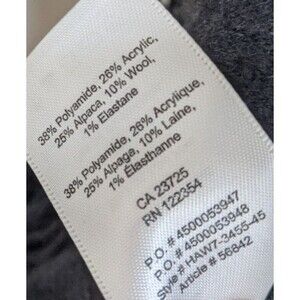 38% Polyamide, 26% Acrylic,
25% Alpaca, 10% Wool,
1% Elastane
38% Polyamide, 26% Acrylique,
25% Alpaga, 10% Laine,
1% Élasthanne
CA 23725
RN 122354
P.O. # 4500053947
P.O. # 4500053948
Style # HAW7-3455-45
Article # 56842